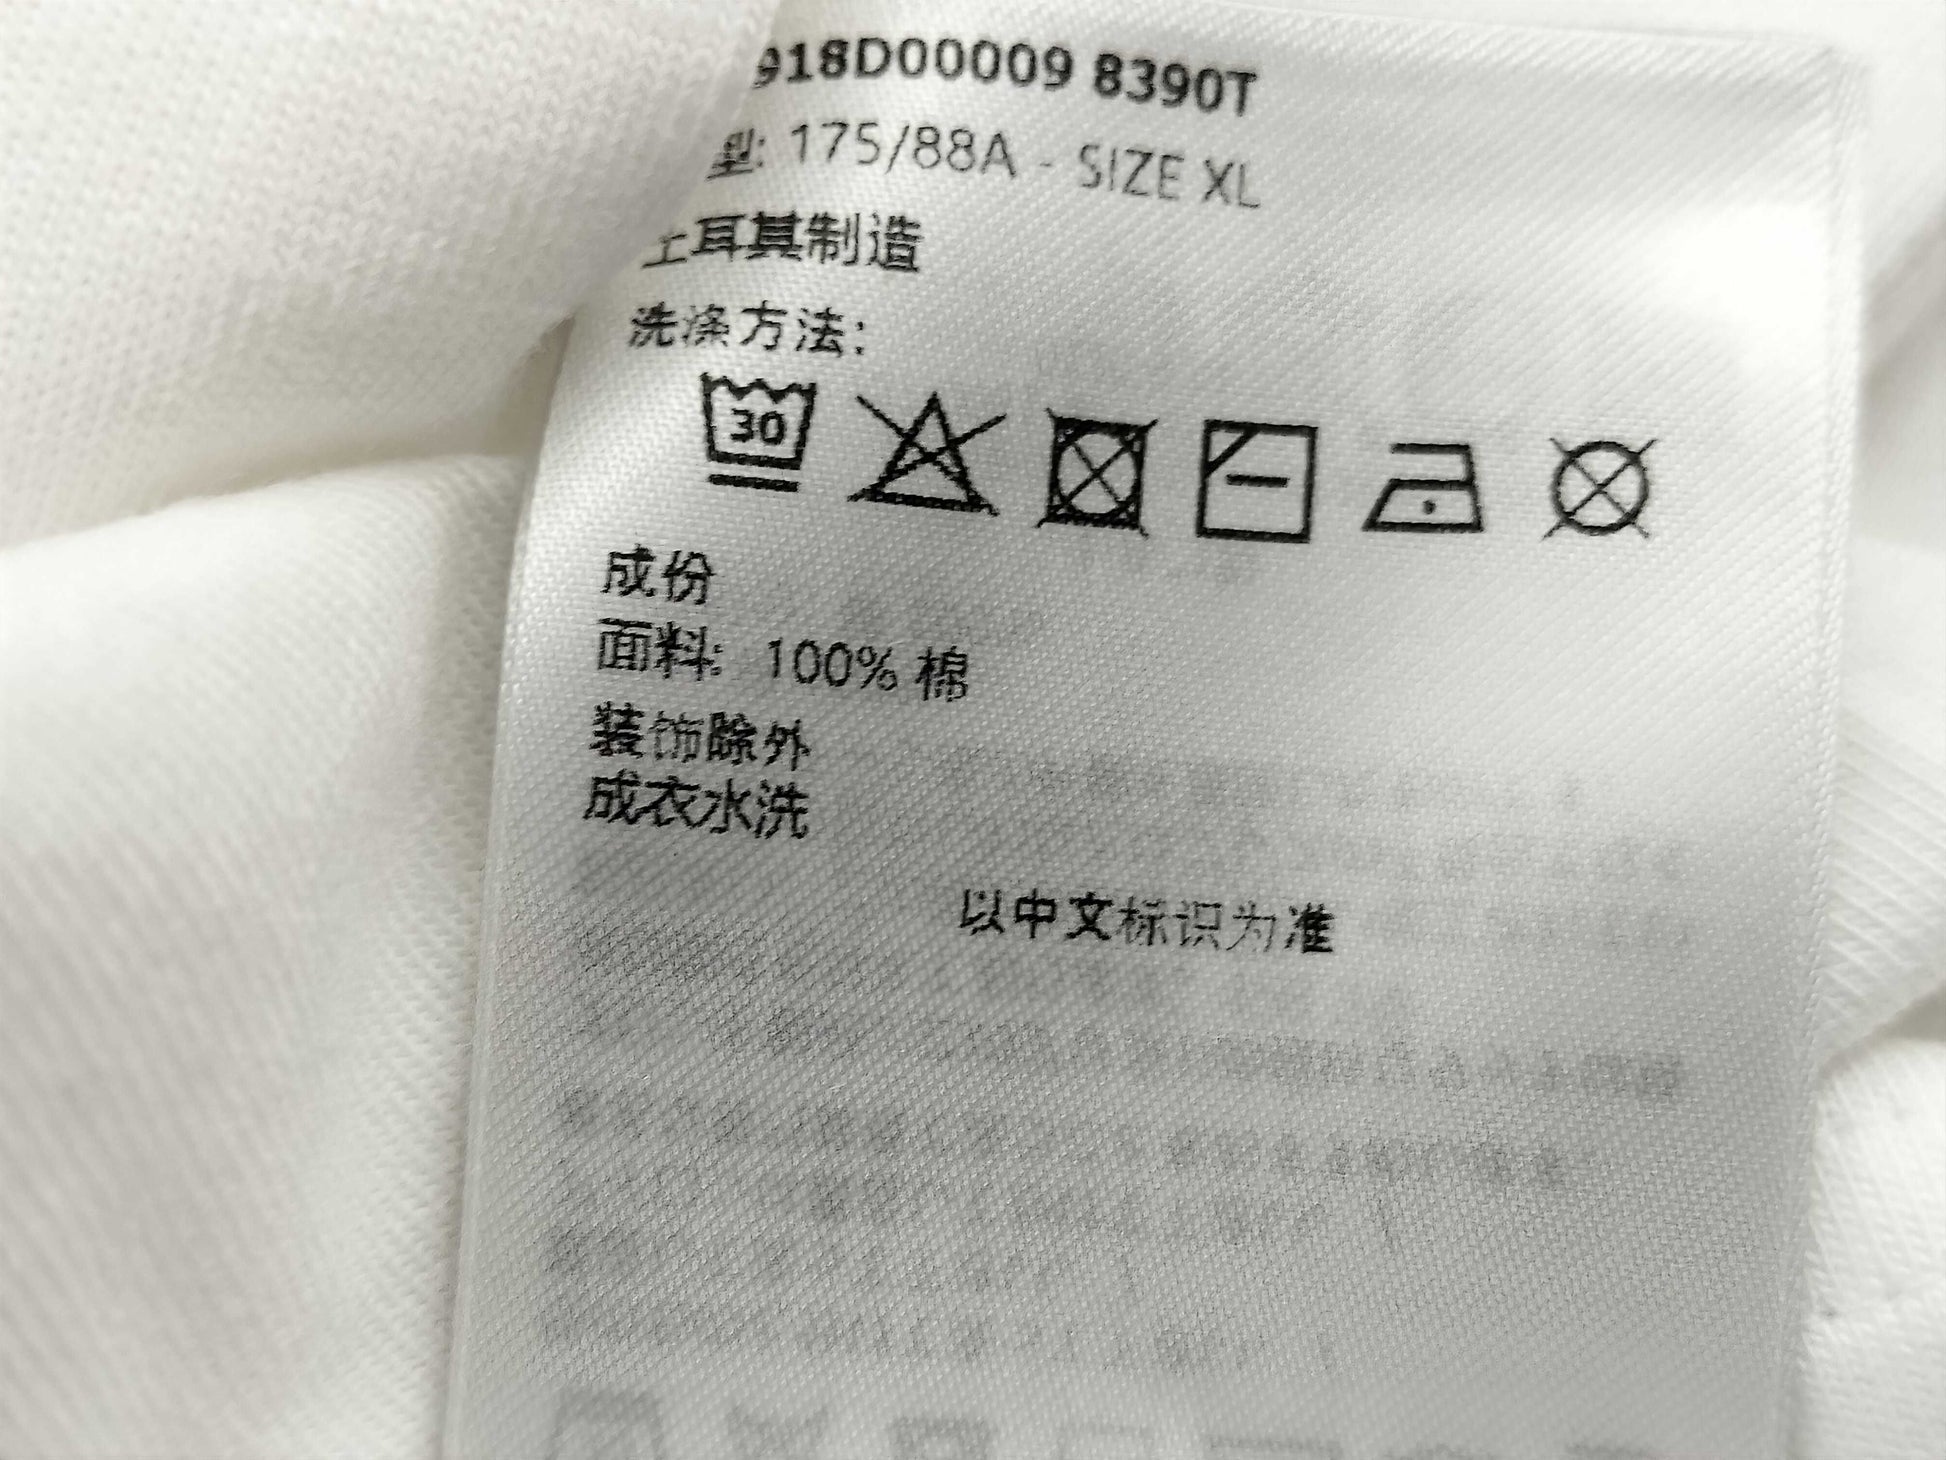 918D00009 8390T
型: 175/88A - SIZE XL
土耳其制造
洗涤方法:
30
成份
面料: 100% 棉
装饰除外
成衣水洗
以中文标识为准